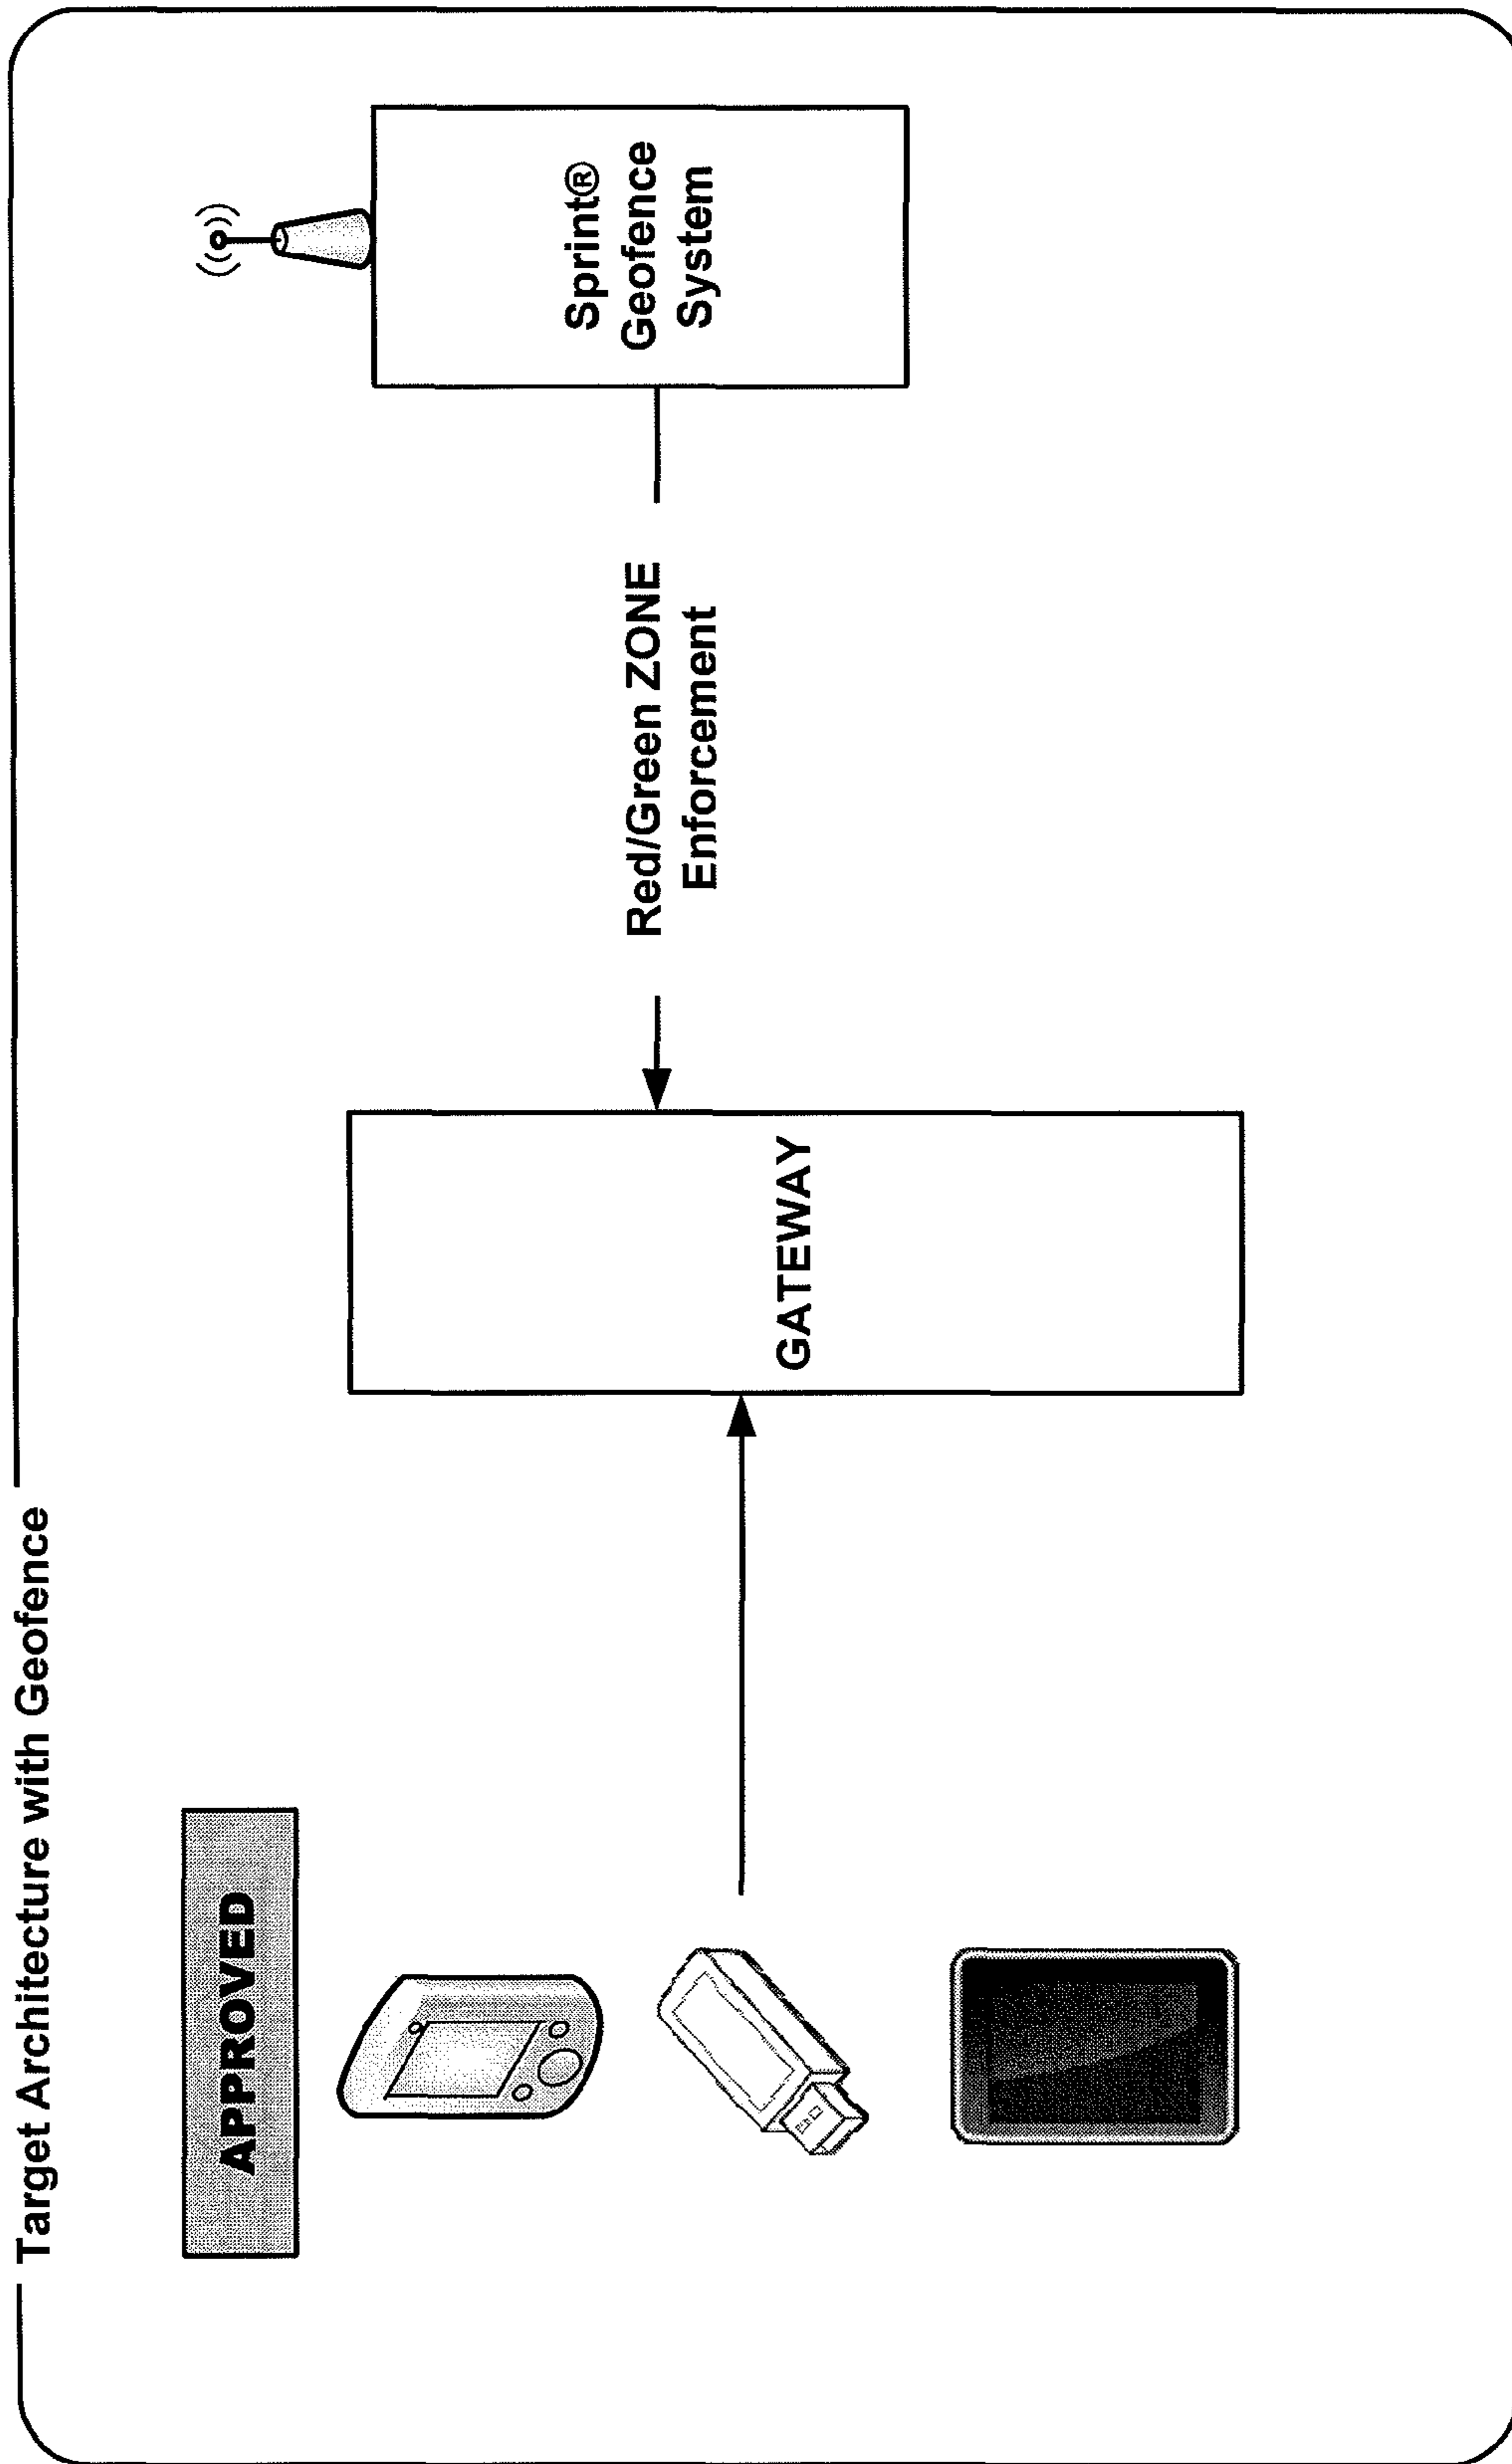 Target Architecture with Geofence
APPROVED
GATEWAY
Red/Green ZONE
Enforcement
Sprint®
Geofence
System